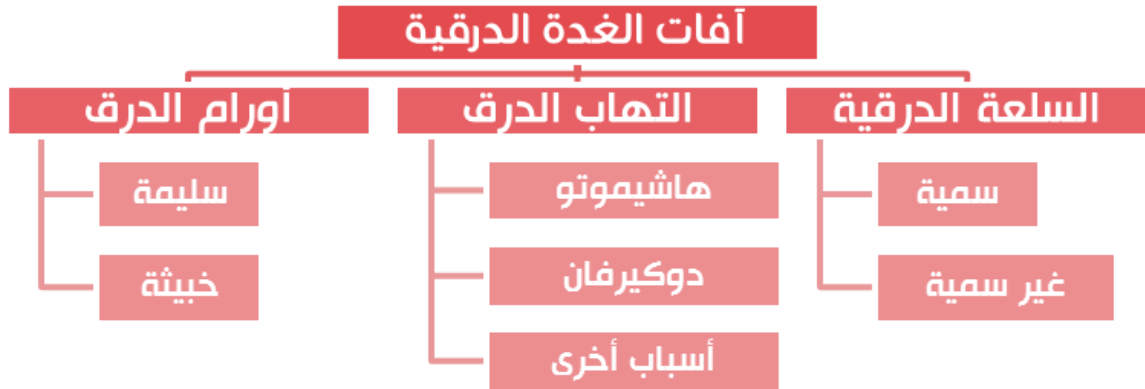 آفات الغدة الدرقية
السلعة الدرقية
سمية
غير سمية
التهاب الدرق
هاشيموتو
دوكيرفان
أسباب أخرى
أورام الدرق
سليمة
خبيثة